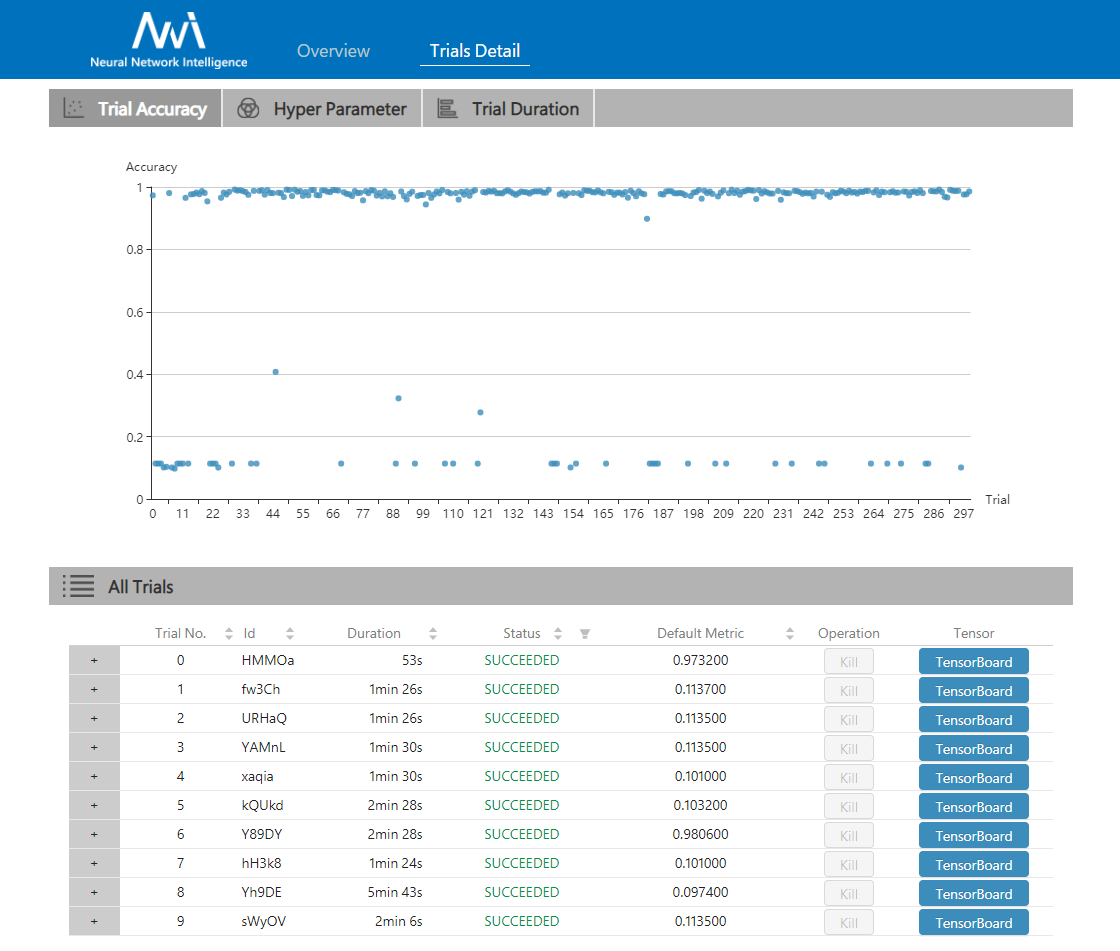 NNI
Neural Network Intelligence
Overview Trials Detail
Trial Accuracy Hyper Parameter Trial Duration
Accuracy
1
0.8
0.6
0.4
0.2
0
Trial
0 11 22 33 44 55 66 77 88 99 110 121 132 143 154 165 176 187 198 209 220 231 242 253 264 275 286 297
All Trials
Trial No. Id Duration Status Default Metric Operation Tensor
+ 0 HMMOa 53s SUCCEEDED 0.973200 Kill TensorBoard
+ 1 fw3Ch 1min 26s SUCCEEDED 0.113700 Kill TensorBoard
+ 2 URHaQ 1min 26s SUCCEEDED 0.113500 Kill TensorBoard
+ 3 YAMnL 1min 30s SUCCEEDED 0.113500 Kill TensorBoard
+ 4 xaqia 1min 30s SUCCEEDED 0.101000 Kill TensorBoard
+ 5 kQUkd 2min 28s SUCCEEDED 0.103200 Kill TensorBoard
+ 6 Y89DY 2min 28s SUCCEEDED 0.980600 Kill TensorBoard
+ 7 hH3k8 1min 24s SUCCEEDED 0.101000 Kill TensorBoard
+ 8 Yh9DE 5min 43s SUCCEEDED 0.097400 Kill TensorBoard
+ 9 sWyOV 2min 6s SUCCEEDED 0.113500 Kill TensorBoard